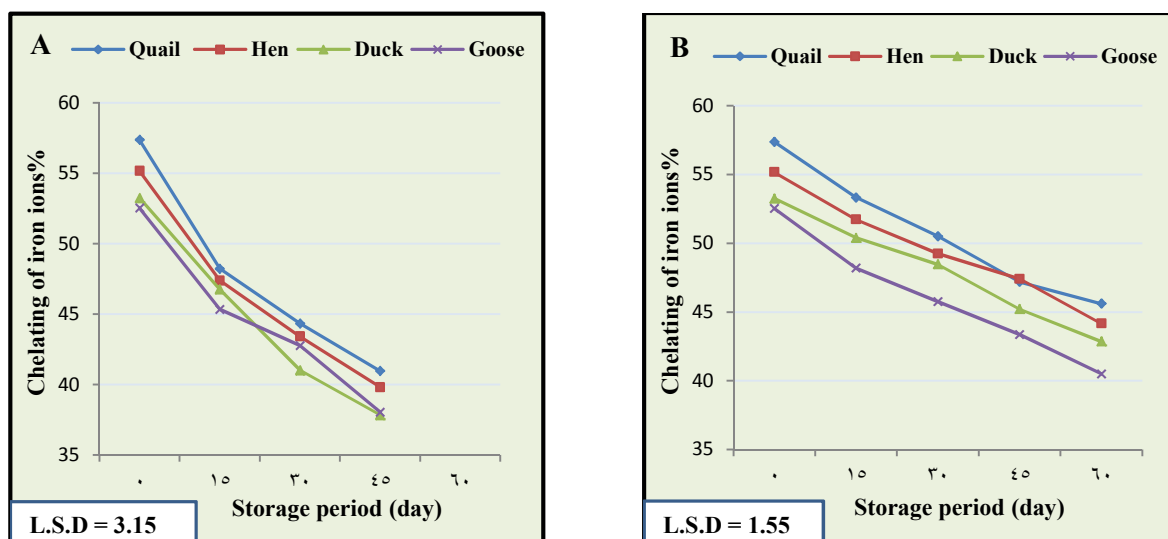 A
Quail Hen Duck Goose
Chelating of iron ions%
60
55
50
45
40
35
٠ ١٥ ٣٠ ٤٥ ٦٠
Storage period (day)
L.S.D = 3.15
B
Quail Hen Duck Goose
Chelating of iron ions%
60
55
50
45
40
35
٠ ١٥ ٣٠ ٤٥ ٦٠
Storage period (day)
L.S.D = 1.55